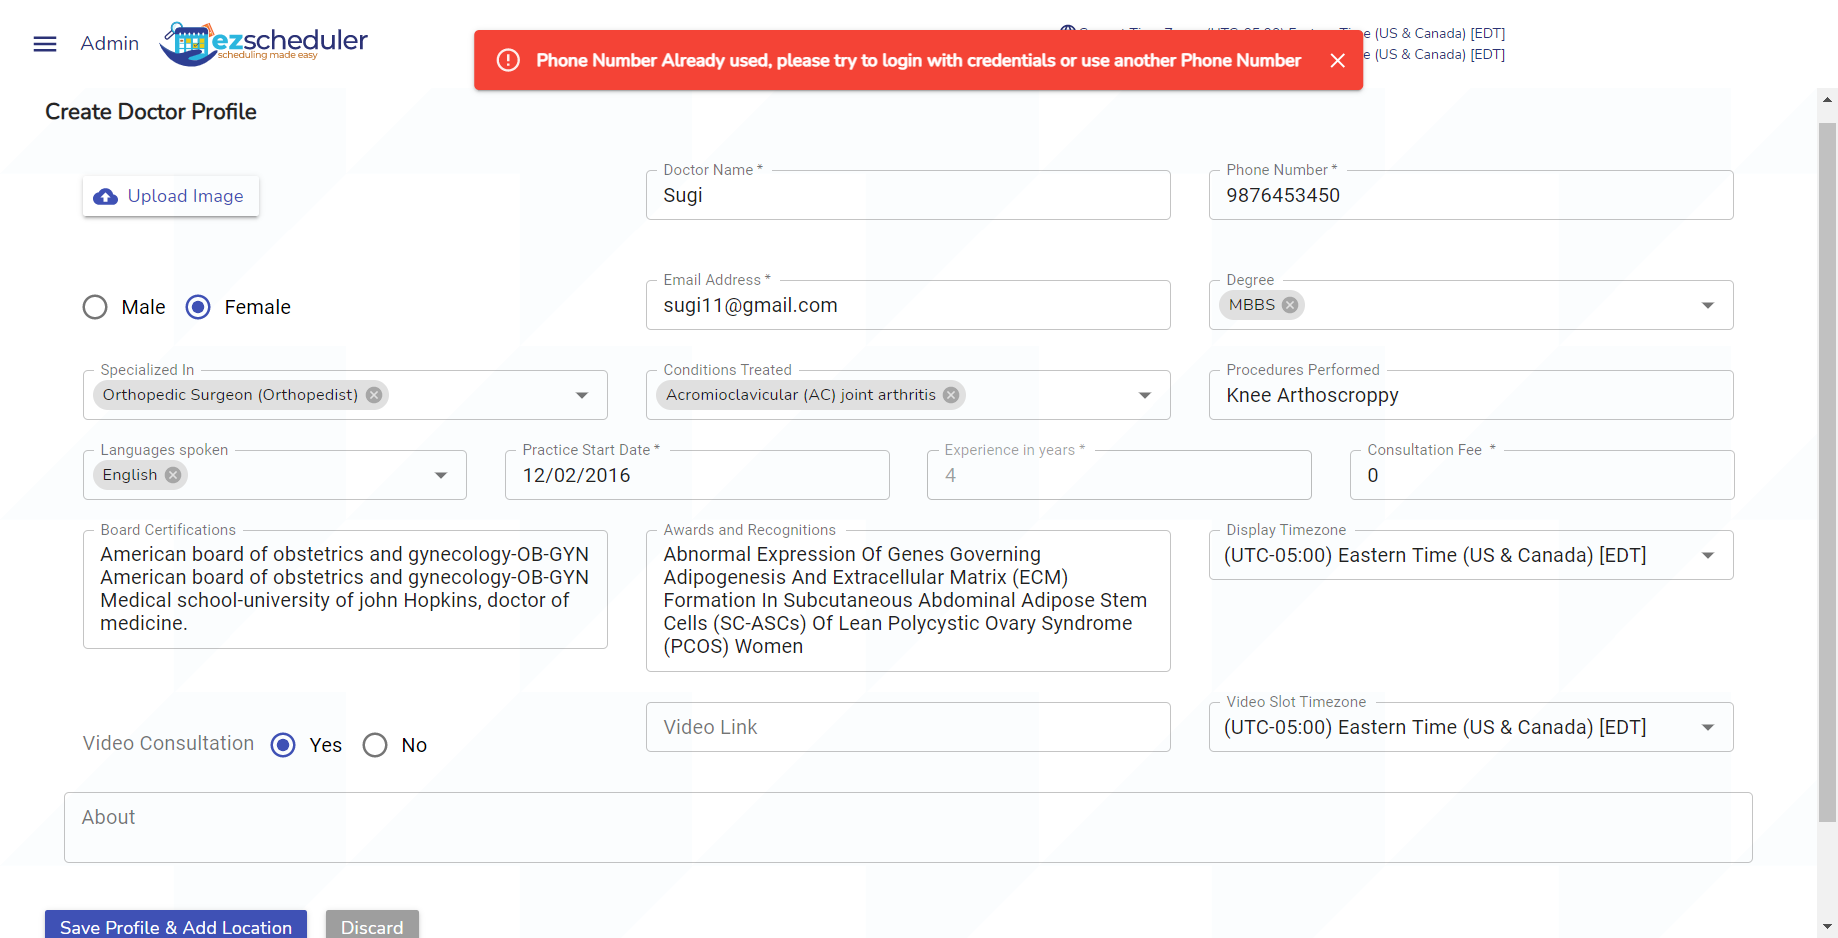 Admin
ezscheduler
scheduling made easy
Phone Number Already used, please try to login with credentials or use another Phone Number
e (US & Canada) [EDT]
e (US & Canada) [EDT]
Create Doctor Profile
Upload Image
Doctor Name *
Sugi
Phone Number *
9876453450
Male
Female
Email Address *
sugi11@gmail.com
Degree
MBBS
Specialized In
Orthopedic Surgeon (Orthopedist)
Conditions Treated
Acromioclavicular (AC) joint arthritis
Procedures Performed
Knee Arthoscroppy
Languages spoken
English
Practice Start Date *
12/02/2016
Experience in years *
4
Consultation Fee *
0
Board Certifications
American board of obstetrics and gynecology-OB-GYN
American board of obstetrics and gynecology-OB-GYN
Medical school-university of john Hopkins, doctor of
medicine.
Awards and Recognitions
Abnormal Expression Of Genes Governing
Adipogenesis And Extracellular Matrix (ECM)
Formation In Subcutaneous Abdominal Adipose Stem
Cells (SC-ASCs) Of Lean Polycystic Ovary Syndrome
(PCOS) Women
Display Timezone
(UTC-05:00) Eastern Time (US & Canada) [EDT]
Video Consultation
Yes
No
Video Link
Video Slot Timezone
(UTC-05:00) Eastern Time (US & Canada) [EDT]
About
Save Profile & Add Location
Discard